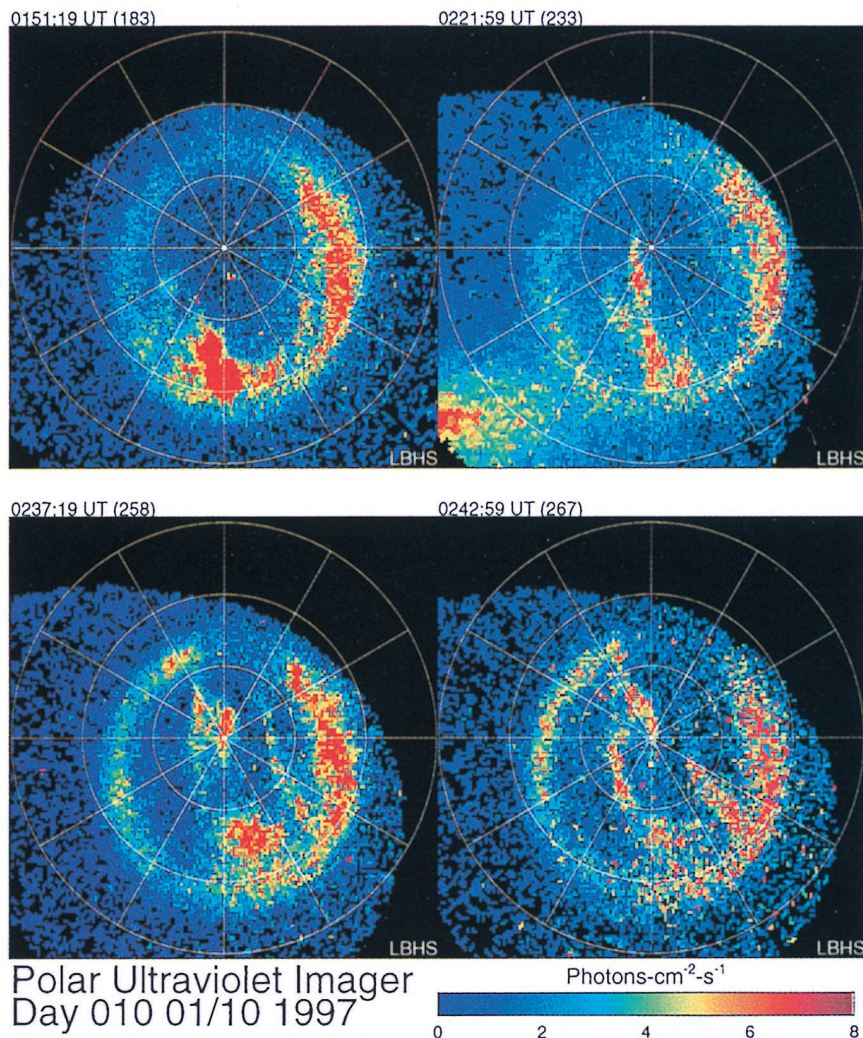 0151:19 UT (183)
0221:59 UT (233)
LBHS
LBHS
0237:19 UT (258)
0242:59 UT (267)
LBHS
LBHS
Polar Ultraviolet Imager
Day 010 01/10 1997
Photons-cm⁻²-s⁻¹
0 2 4 6 8